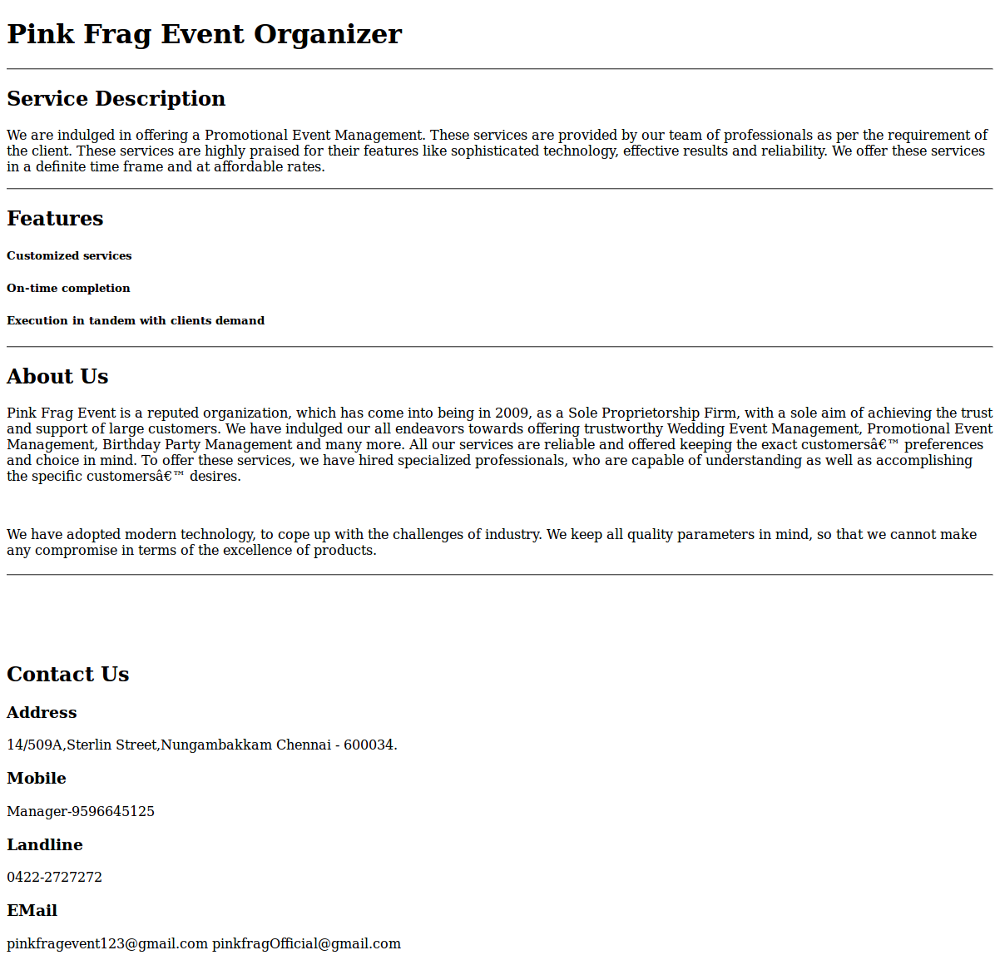 Pink Frag Event Organizer
Service Description
We are indulged in offering a Promotional Event Management. These services are provided by our team of professionals as per the requirement of
the client. These services are highly praised for their features like sophisticated technology, effective results and reliability. We offer these services
in a definite time frame and at affordable rates.
Features
Customized services
On-time completion
Execution in tandem with clients demand
About Us
Pink Frag Event is a reputed organization, which has come into being in 2009, as a Sole Proprietorship Firm, with a sole aim of achieving the trust
and support of large customers. We have indulged our all endeavors towards offering trustworthy Wedding Event Management, Promotional Event
Management, Birthday Party Management and many more. All our services are reliable and offered keeping the exact customersâ€™ preferences
and choice in mind. To offer these services, we have hired specialized professionals, who are capable of understanding as well as accomplishing
the specific customersâ€™ desires.
We have adopted modern technology, to cope up with the challenges of industry. We keep all quality parameters in mind, so that we cannot make
any compromise in terms of the excellence of products.
Contact Us
Address
14/509A,Sterlin Street,Nungambakkam Chennai - 600034.
Mobile
Manager-9596645125
Landline
0422-2727272
EMail
pinkfragevent123@gmail.com pinkfragOfficial@gmail.com